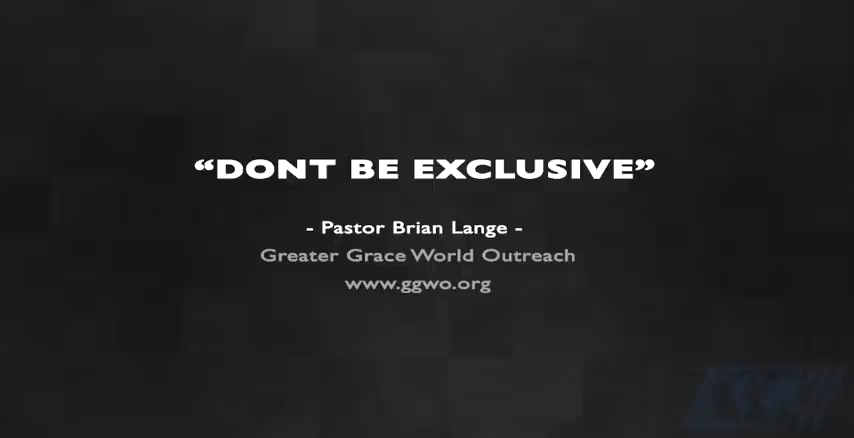 “DONT BE EXCLUSIVE”
- Pastor Brian Lange -
Greater Grace World Outreach
www.ggwo.org